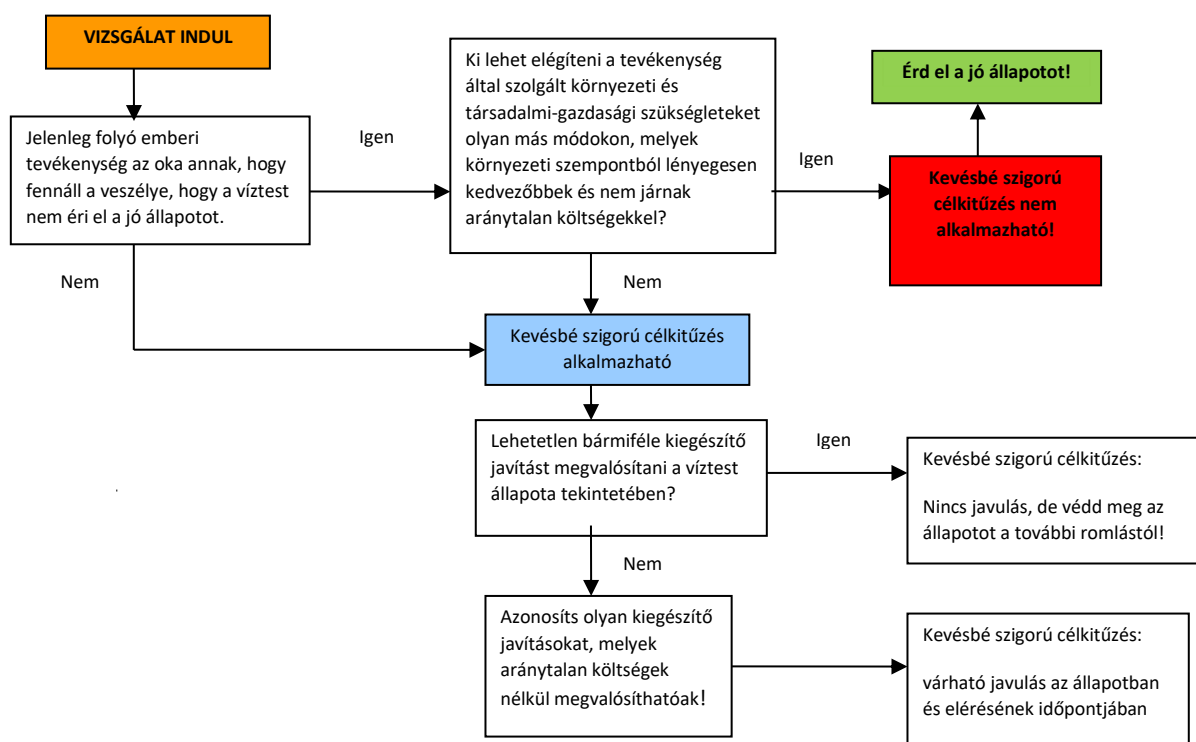 VIZSGÁLAT INDUL
Jelenleg folyó emberi
tevékenység az oka annak, hogy
fennáll a veszélye, hogy a víztest
nem éri el a jó állapotot.
Igen
Ki lehet elégíteni a tevékenység
által szolgált környezeti és
társadalmi-gazdasági szükségleteket
olyan más módokon, melyek
környezeti szempontból lényegesen
kedvezőbbek és nem járnak
aránytalan költségekkel?
Igen
Érd el a jó állapotot!
Kevésbé szigorú
célkitűzés nem
alkalmazható!
Nem
Nem
Kevésbé szigorú célkitűzés
alkalmazható
Lehetetlen bármiféle kiegészítő
javítást megvalósítani a víztest
állapota tekintetében?
Igen
Kevésbé szigorú célkitűzés:
Nincs javulás, de védd meg az
állapotot a további romlástól!
Nem
Azonosíts olyan kiegészítő
javításokat, melyek
aránytalan költségek
nélkül megvalósíthatóak!
Kevésbé szigorú célkitűzés:
várható javulás az állapotban
és elérésének időpontjában